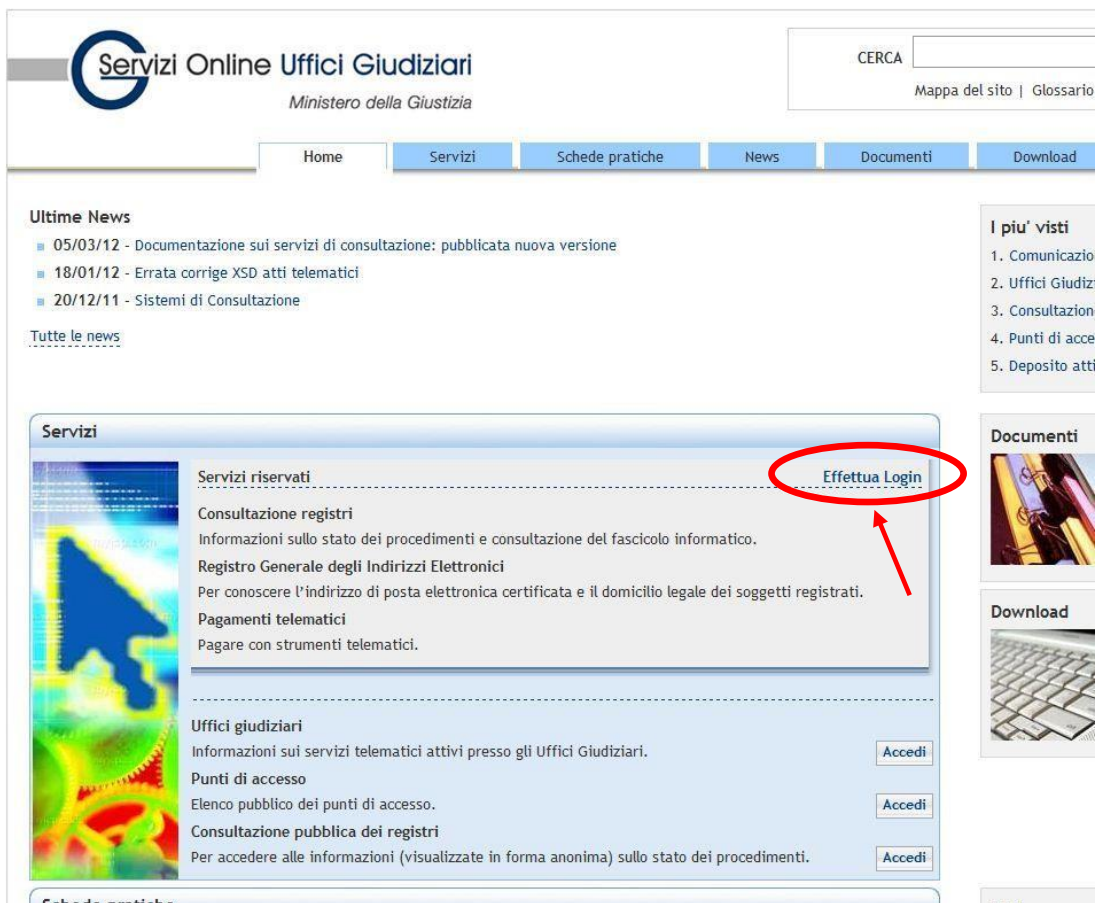 Servizi Online Uffici Giudiziari
Ministero della Giustizia
CERCA
Mappa del sito | Glossario
Home
Servizi
Schede pratiche
News
Documenti
Download
Ultime News
05/03/12 - Documentazione sui servizi di consultazione: pubblicata nuova versione
18/01/12 - Errata corrige XSD atti telematici
20/12/11 - Sistemi di Consultazione
Tutte le news
I piu' visti
1. Comunicazio
2. Uffici Giudiz
3. Consultazion
4. Punti di acce
5. Deposito atti
Servizi
Servizi riservati
Effettua Login
Consultazione registri
Informazioni sullo stato dei procedimenti e consultazione del fascicolo informatico.
Registro Generale degli Indirizzi Elettronici
Per conoscere l'indirizzo di posta elettronica certificata e il domicilio legale dei soggetti registrati.
Pagamenti telematici
Pagare con strumenti telematici.
Uffici giudiziari
Informazioni sui servizi telematici attivi presso gli Uffici Giudiziari.
Accedi
Punti di accesso
Elenco pubblico dei punti di accesso.
Accedi
Consultazione pubblica dei registri
Per accedere alle informazioni (visualizzate in forma anonima) sullo stato dei procedimenti.
Accedi
Documenti
Download
Schede pratiche